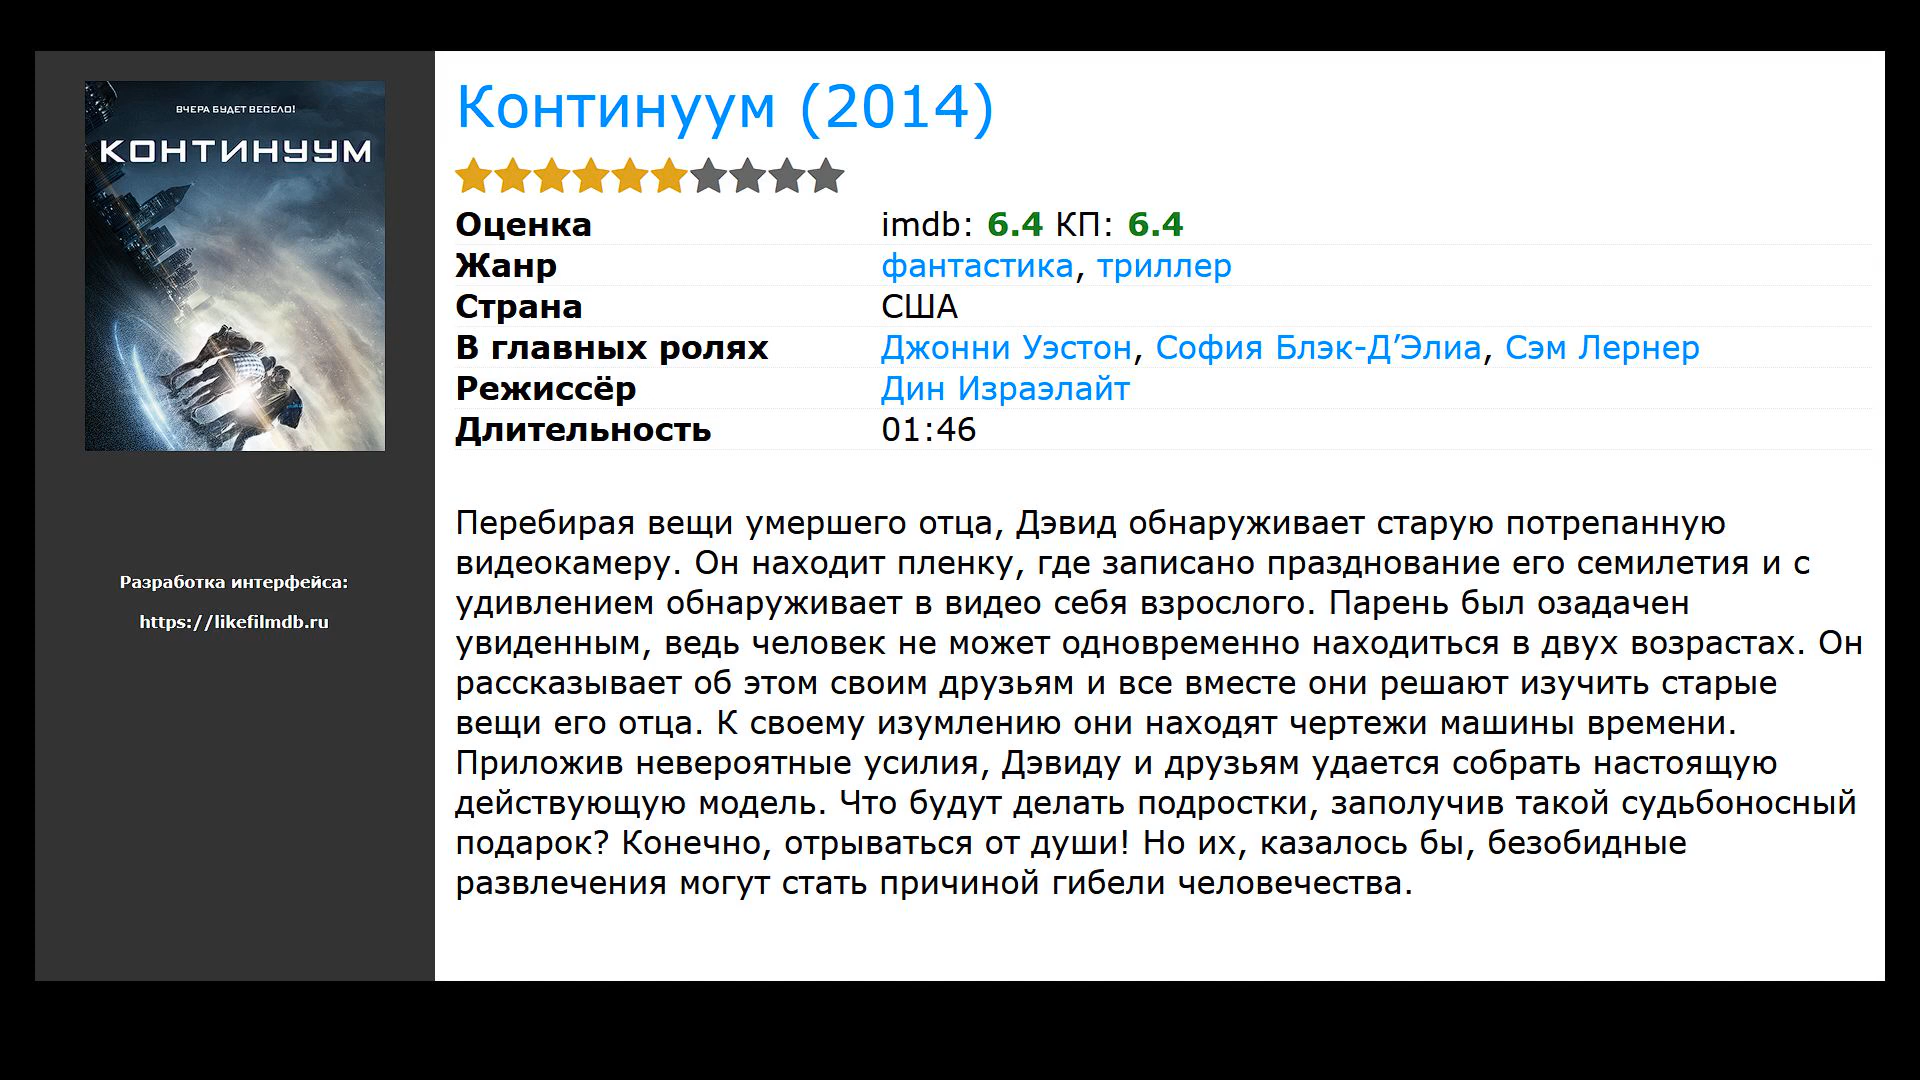 ВЧЕРА БУДЕТ ВЕСЕЛО!
КОНТИНУУМ
Разработка интерфейса:
https://likefilmdb.ru
Континуум (2014)
Оценка imdb: 6.4 КП: 6.4
Жанр фантастика, триллер
Страна США
В главных ролях Джонни Уэстон, София Блэк-Д’Элиа, Сэм Лернер
Режиссёр Дин Израэлайт
Длительность 01:46
Перебирая вещи умершего отца, Дэвид обнаруживает старую потрепанную
видеокамеру. Он находит пленку, где записано празднование его семилетия и с
удивлением обнаруживает в видео себя взрослого. Парень был озадачен
увиденным, ведь человек не может одновременно находиться в двух возрастах. Он
рассказывает об этом своим друзьям и все вместе они решают изучить старые
вещи его отца. К своему изумлению они находят чертежи машины времени.
Приложив невероятные усилия, Дэвиду и друзьям удается собрать настоящую
действующую модель. Что будут делать подростки, заполучив такой судьбоносный
подарок? Конечно, отрываться от души! Но их, казалось бы, безобидные
развлечения могут стать причиной гибели человечества.